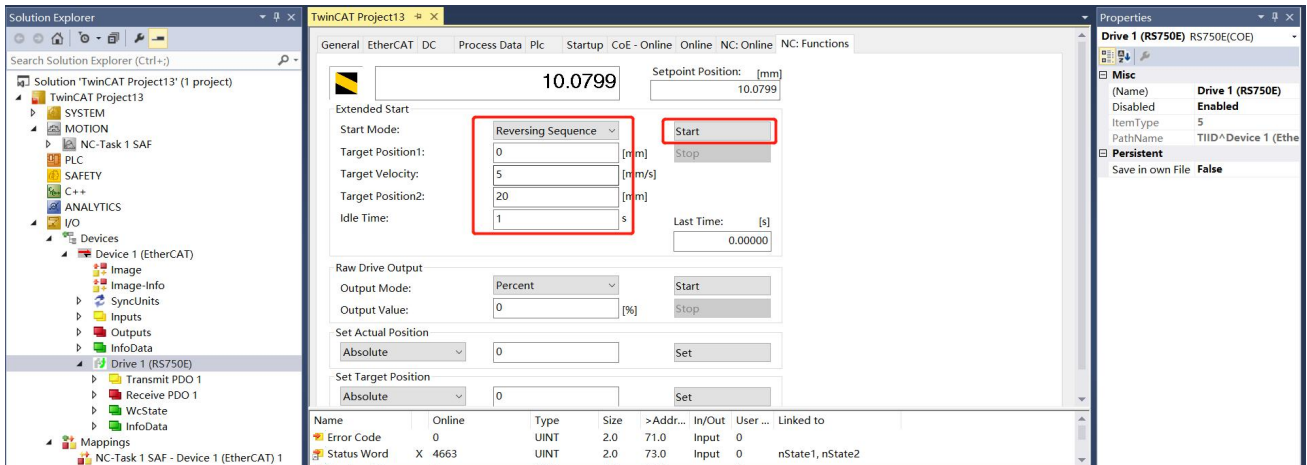 Solution Explorer
Search Solution Explorer (Ctrl+;)
Solution 'TwinCAT Project13' (1 project)
TwinCAT Project13
SYSTEM
MOTION
NC-Task 1 SAF
PLC
SAFETY
C++
ANALYTICS
I/O
Devices
Device 1 (EtherCAT)
Image
Image-Info
SyncUnits
Inputs
Outputs
InfoData
Drive 1 (RS750E)
Transmit PDO 1
Receive PDO 1
WcState
InfoData
Mappings
NC-Task 1 SAF - Device 1 (EtherCAT) 1
TwinCAT Project13
General EtherCAT DC Process Data Plc Startup CoE - Online Online NC: Online NC: Functions
10.0799
Setpoint Position: [mm]
10.0799
Extended Start
Start Mode: Reversing Sequence Start
Target Position1: 0 [mm] Stop
Target Velocity: 5 [mm/s]
Target Position2: 20 [mm]
Idle Time: 1 s
Last Time: [s]
0.00000
Raw Drive Output
Output Mode: Percent Start
Output Value: 0 [%] Stop
Set Actual Position
Absolute 0 Set
Set Target Position
Absolute 0 Set
Name Online Type Size >Addr... In/Out User ... Linked to
Error Code 0 UINT 2.0 71.0 Input 0
Status Word X 4663 UINT 2.0 73.0 Input 0 nState1, nState2
Properties
Drive 1 (RS750E) RS750E(COE)
Misc
(Name) Drive 1 (RS750E)
Disabled Enabled
ItemType 5
PathName TIID^Device 1 (Ethe
Persistent
Save in own File False